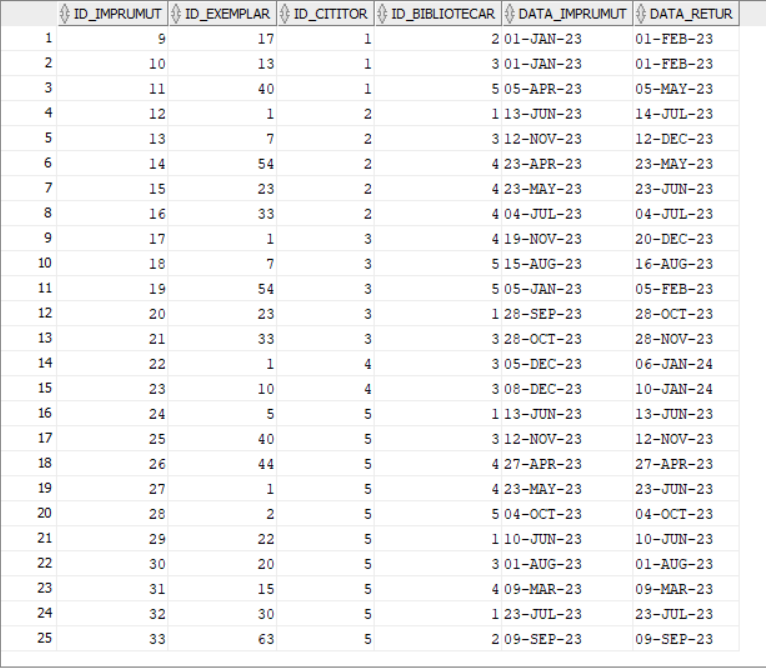 ID_IMPRUMUT ID_EXEMPLAR ID_CITITOR ID_BIBLIOTECAR DATA_IMPRUMUT DATA_RETUR
1 9 17 1 2 01-JAN-23 01-FEB-23
2 10 13 1 3 01-JAN-23 01-FEB-23
3 11 40 1 5 05-APR-23 05-MAY-23
4 12 1 2 1 13-JUN-23 14-JUL-23
5 13 7 2 3 12-NOV-23 12-DEC-23
6 14 54 2 4 23-APR-23 23-MAY-23
7 15 23 2 4 23-MAY-23 23-JUN-23
8 16 33 2 4 04-JUL-23 04-JUL-23
9 17 1 3 4 19-NOV-23 20-DEC-23
10 18 7 3 5 15-AUG-23 16-AUG-23
11 19 54 3 5 05-JAN-23 05-FEB-23
12 20 23 3 1 28-SEP-23 28-OCT-23
13 21 33 3 3 28-OCT-23 28-NOV-23
14 22 1 4 3 05-DEC-23 06-JAN-24
15 23 10 4 3 08-DEC-23 10-JAN-24
16 24 5 5 1 13-JUN-23 13-JUN-23
17 25 40 5 3 12-NOV-23 12-NOV-23
18 26 44 5 4 27-APR-23 27-APR-23
19 27 1 5 4 23-MAY-23 23-JUN-23
20 28 2 5 5 04-OCT-23 04-OCT-23
21 29 22 5 1 10-JUN-23 10-JUN-23
22 30 20 5 3 01-AUG-23 01-AUG-23
23 31 15 5 4 09-MAR-23 09-MAR-23
24 32 30 5 1 23-JUL-23 23-JUL-23
25 33 63 5 2 09-SEP-23 09-SEP-23